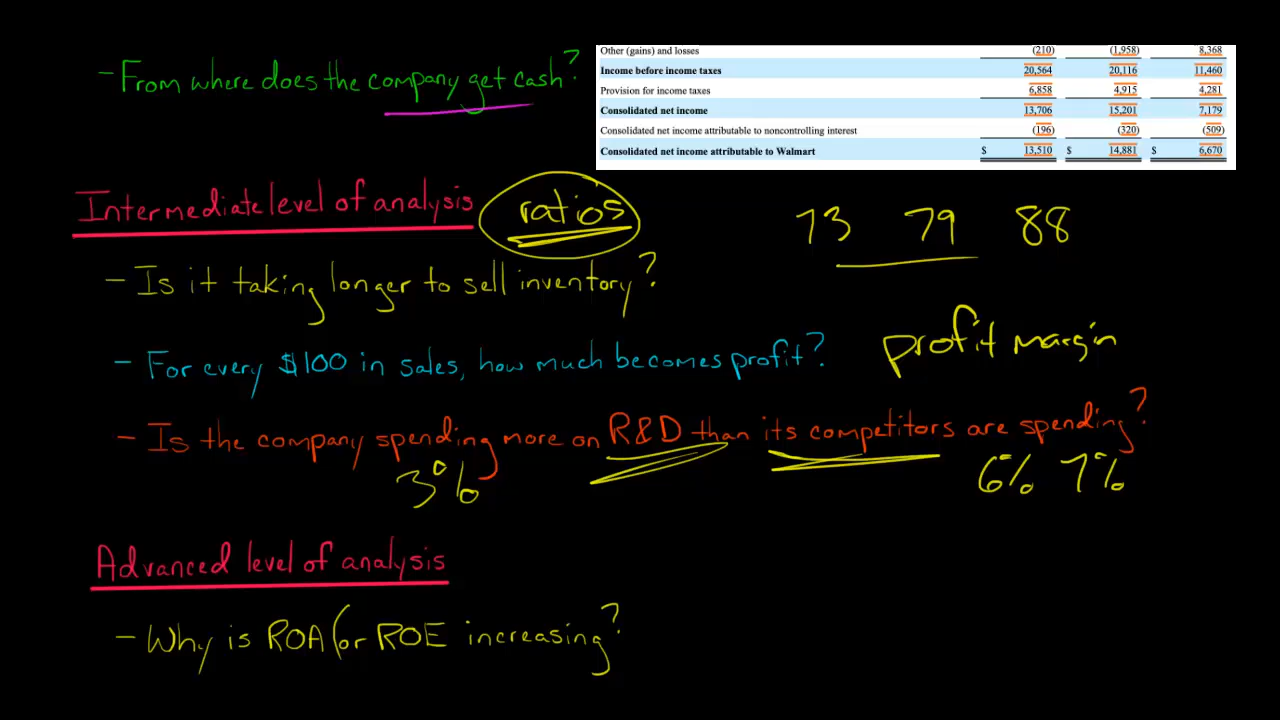 - From where does the company get cash?
Other (gains) and losses (210) (1,958) 8,368
Income before income taxes 20,564 20,116 11,460
Provision for income taxes 6,858 4,915 4,281
Consolidated net income 13,706 15,201 7,179
Consolidated net income attributable to noncontrolling interest (196) (320) (509)
Consolidated net income attributable to Walmart $ 13,510 $ 14,881 $ 6,670
Intermediate level of analysis ratios
73 79 88
- Is it taking longer to sell inventory?
- For every $100 in sales, how much becomes profit? profit margin
- Is the company spending more on R&D than its competitors are spending?
3% 6% 7%
Advanced level of analysis
- Why is ROA (or ROE increasing?